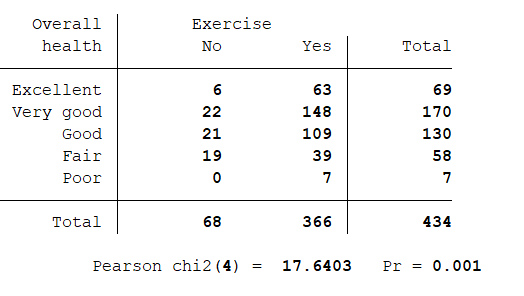 Overall Exercise
health No Yes Total
Excellent 6 63 69
Very good 22 148 170
Good 21 109 130
Fair 19 39 58
Poor 0 7 7
Total 68 366 434
Pearson chi2(4) = 17.6403 Pr = 0.001